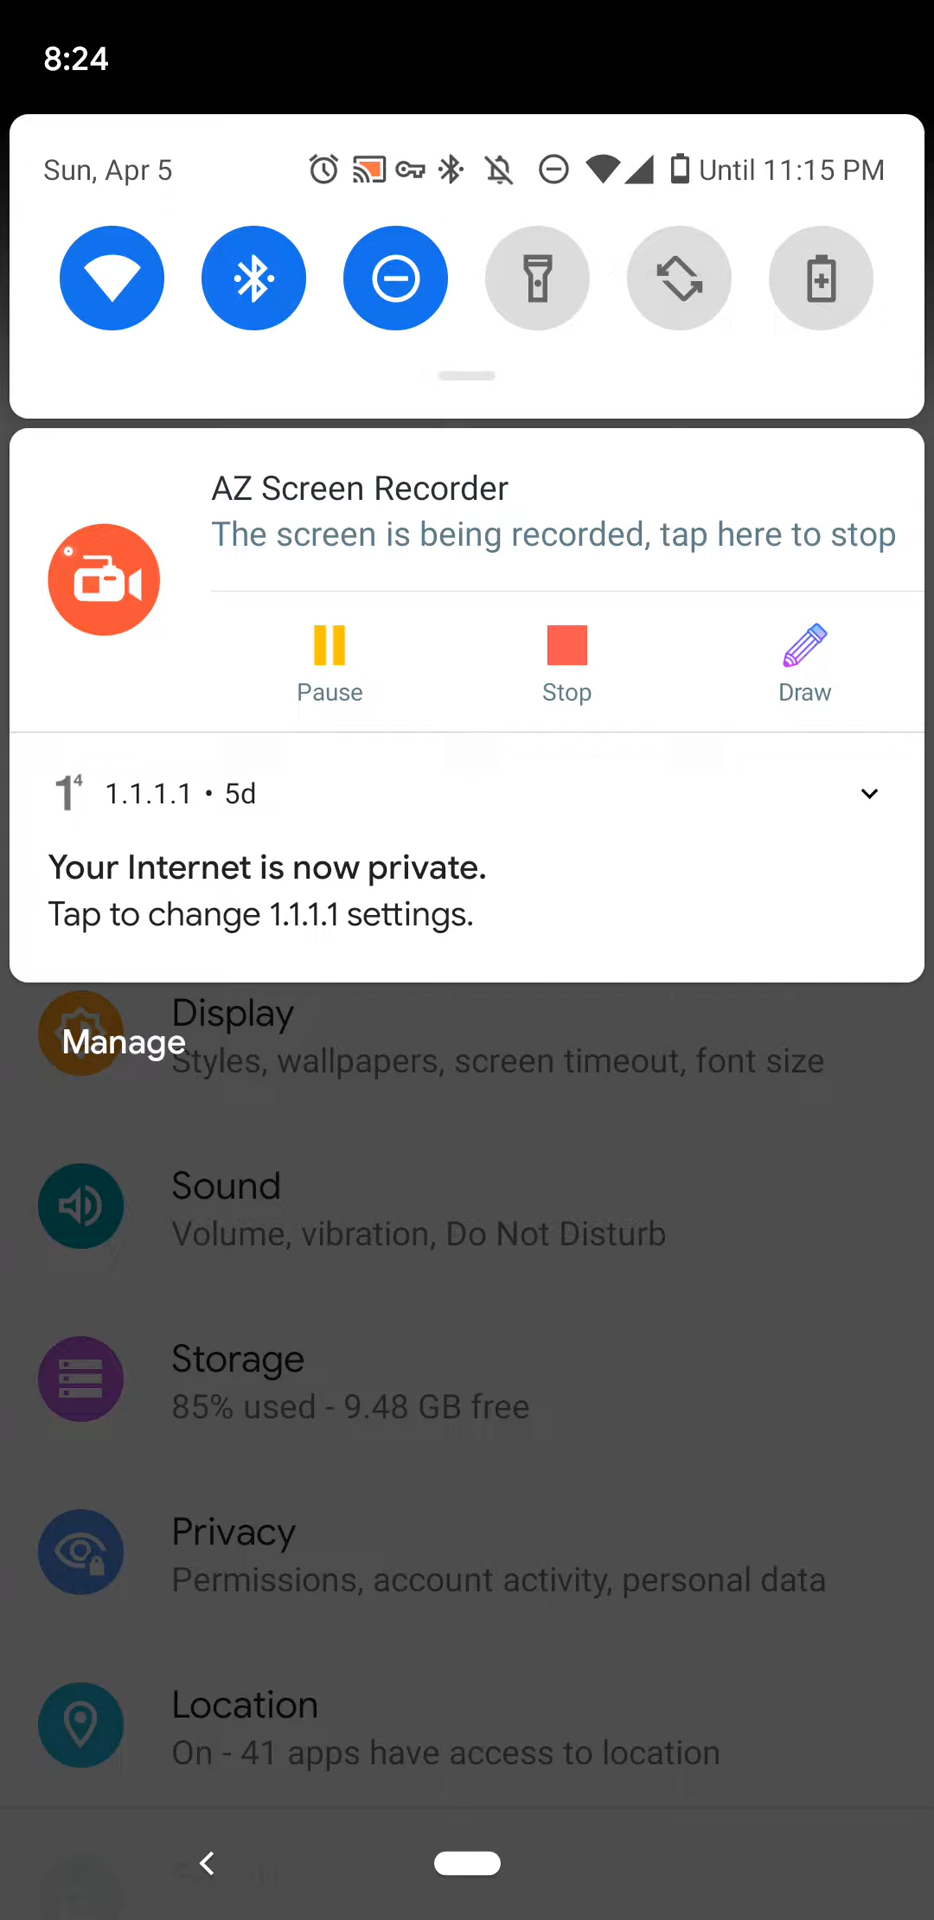 8:24
Sun, Apr 5
Until 11:15 PM
AZ Screen Recorder
The screen is being recorded, tap here to stop
Pause
Stop
Draw
1⁴ 1.1.1.1 • 5d
Your Internet is now private.
Tap to change 1.1.1.1 settings.
Display
Manage
Styles, wallpapers, screen timeout, font size
Sound
Volume, vibration, Do Not Disturb
Storage
85% used - 9.48 GB free
Privacy
Permissions, account activity, personal data
Location
On - 41 apps have access to location